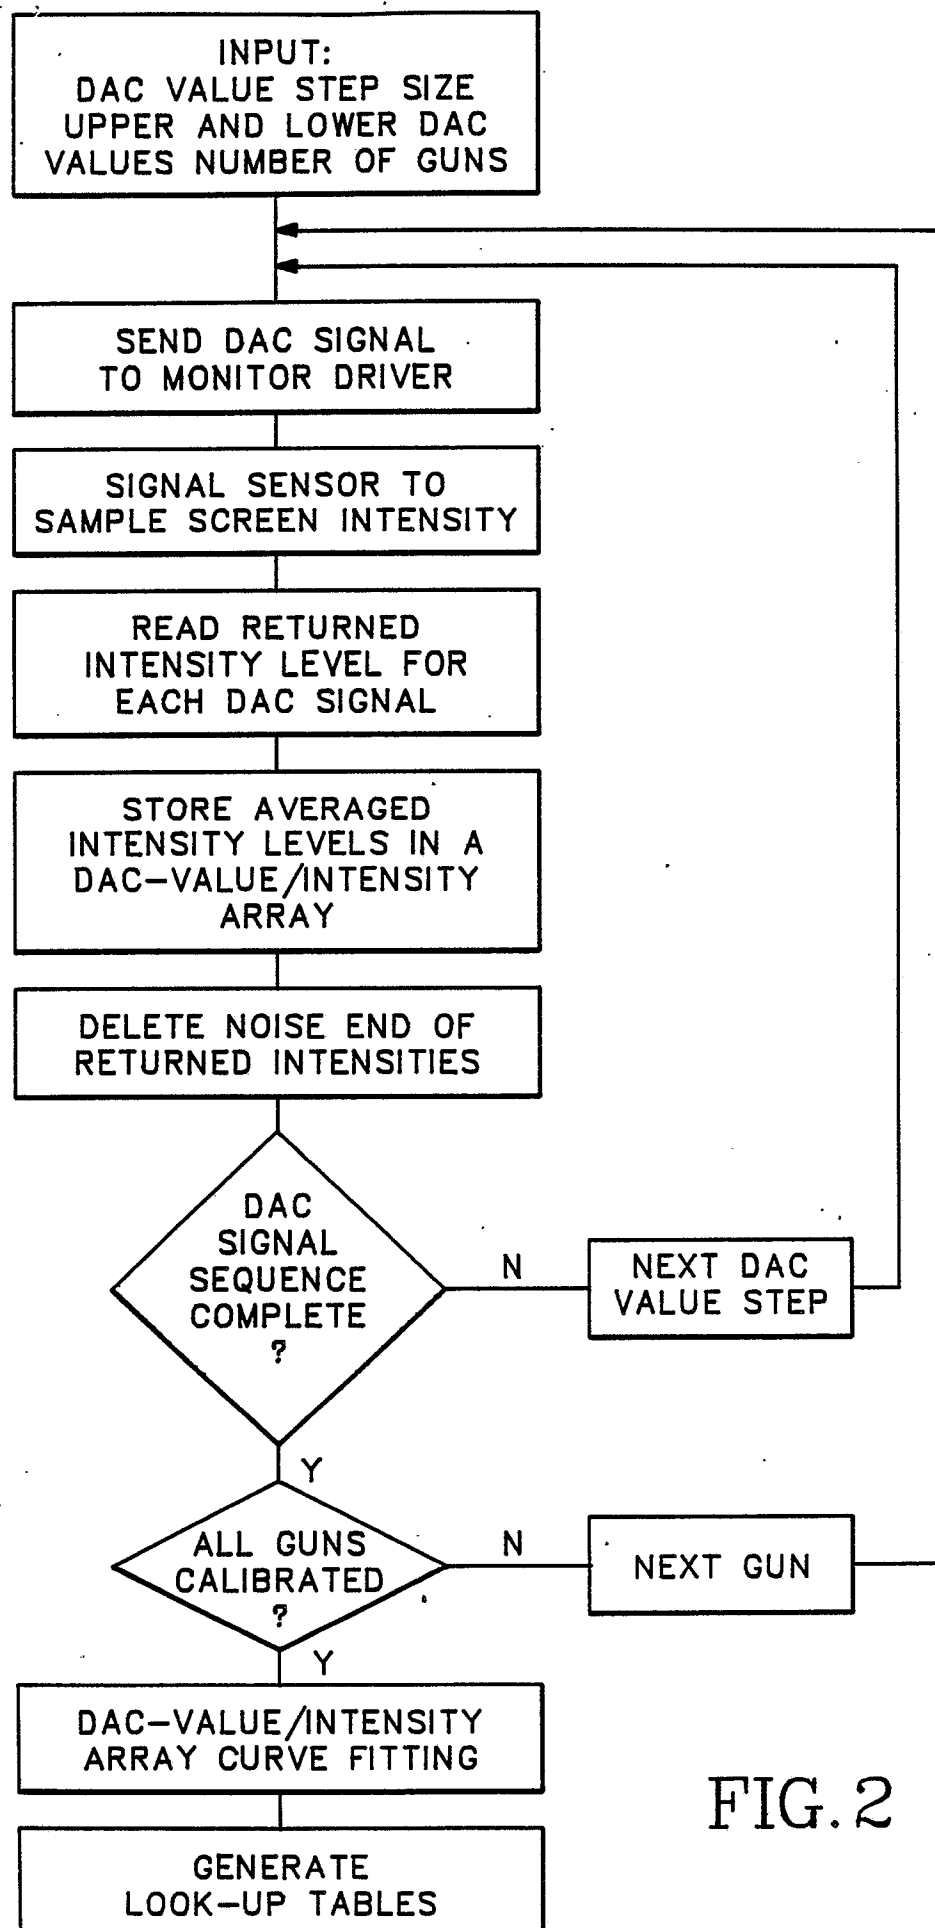 INPUT:
DAC VALUE STEP SIZE
UPPER AND LOWER DAC
VALUES NUMBER OF GUNS
SEND DAC SIGNAL
TO MONITOR DRIVER
SIGNAL SENSOR TO
SAMPLE SCREEN INTENSITY
READ RETURNED
INTENSITY LEVEL FOR
EACH DAC SIGNAL
STORE AVERAGED
INTENSITY LEVELS IN A
DAC-VALUE/INTENSITY
ARRAY
DELETE NOISE END OF
RETURNED INTENSITIES
DAC
SIGNAL
SEQUENCE
COMPLETE
?
N
NEXT DAC
VALUE STEP
Y
ALL GUNS
CALIBRATED
?
N
NEXT GUN
Y
DAC-VALUE/INTENSITY
ARRAY CURVE FITTING
GENERATE
LOOK-UP TABLES
FIG. 2